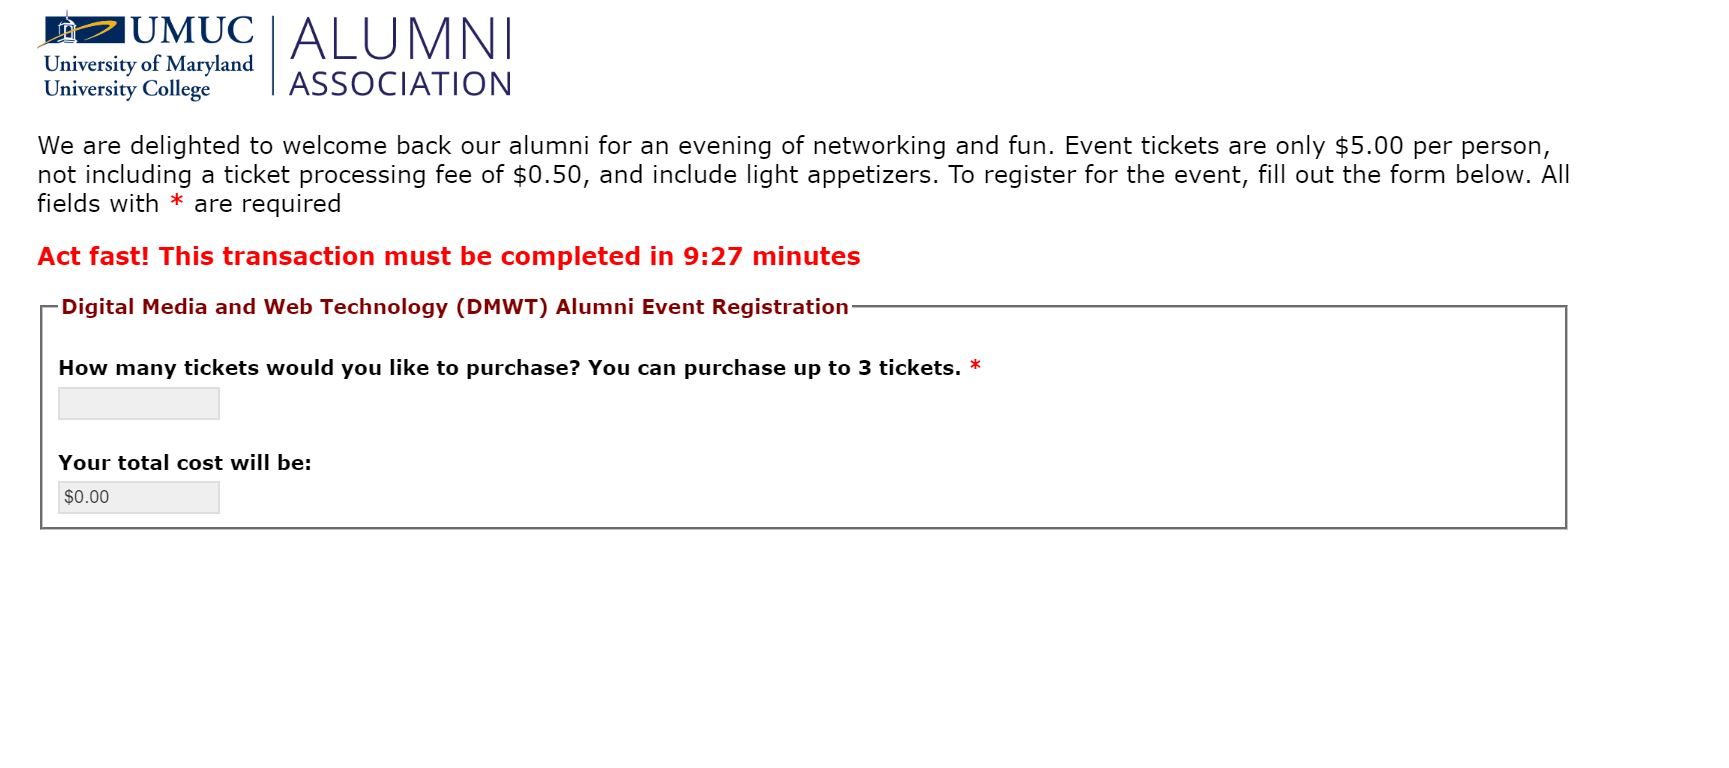 UMUC
University of Maryland
University College
ALUMNI
ASSOCIATION
We are delighted to welcome back our alumni for an evening of networking and fun. Event tickets are only $5.00 per person,
not including a ticket processing fee of $0.50, and include light appetizers. To register for the event, fill out the form below. All
fields with * are required
Act fast! This transaction must be completed in 9:27 minutes
Digital Media and Web Technology (DMWT) Alumni Event Registration
How many tickets would you like to purchase? You can purchase up to 3 tickets. *
Your total cost will be:
$0.00